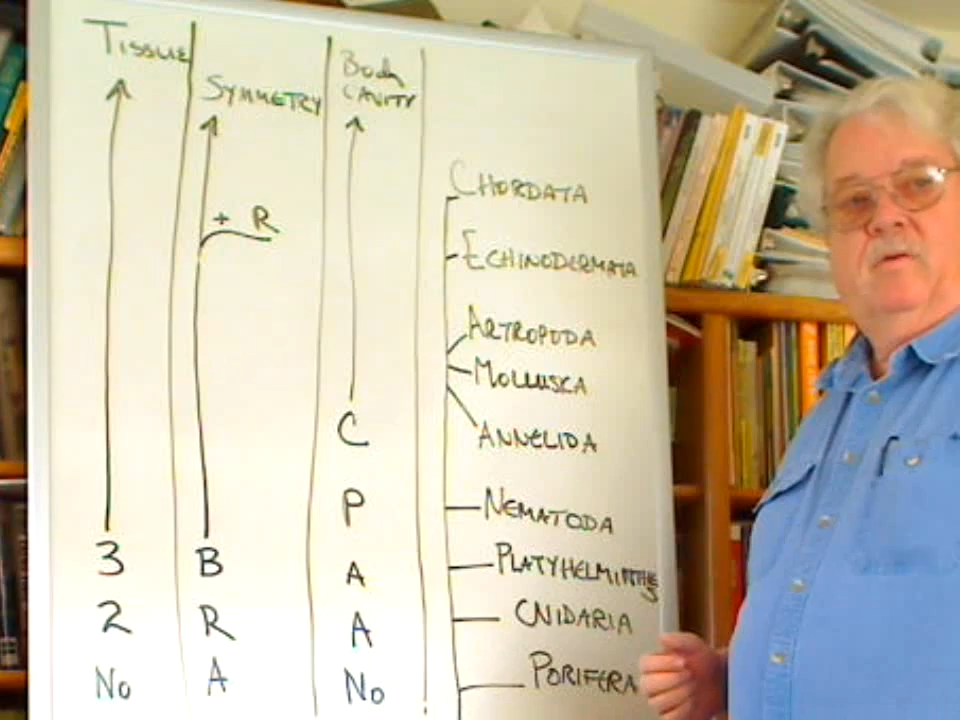 Tissue
Symmetry
Body
Cavity
Chordata
+ R
Echinodermata
Artropoda
Mollusca
C
Annelida
P
Nematoda
3 B A Platyhelminthes
2 R A Cnidaria
No A No Porifera